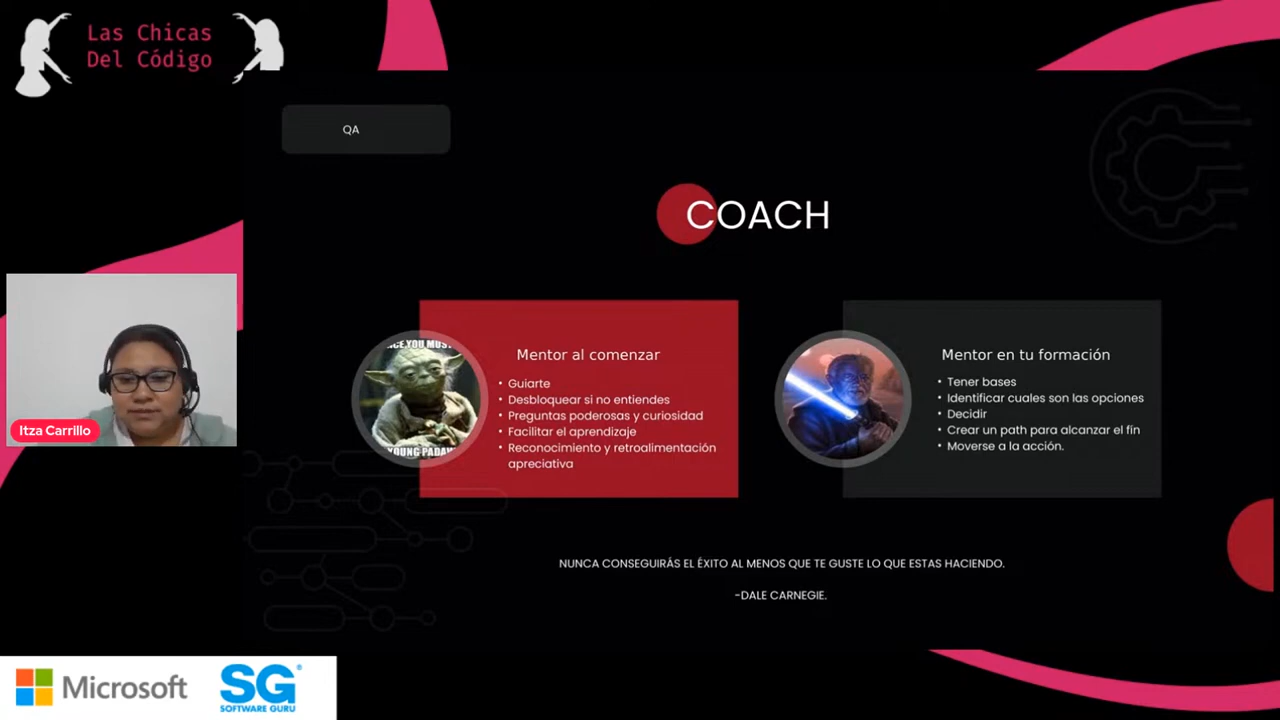 Las Chicas
Del Código
QA
COACH
Mentor al comenzar
• Guiarte
• Desbloquear si no entiendes
• Preguntas poderosas y curiosidad
• Facilitar el aprendizaje
• Reconocimiento y retroalimentación
apreciativa
YOUNG
Mentor en tu formación
• Tener bases
• Identificar cuales son las opciones
• Decidir
• Crear un path para alcanzar el fín
• Moverse a la acción.
NUNCA CONSEGUIRÁS EL ÉXITO AL MENOS QUE TE GUSTE LO QUE ESTAS HACIENDO.
-DALE CARNEGIE.
Itza Carrillo
Microsoft
SG®
SOFTWARE GURU